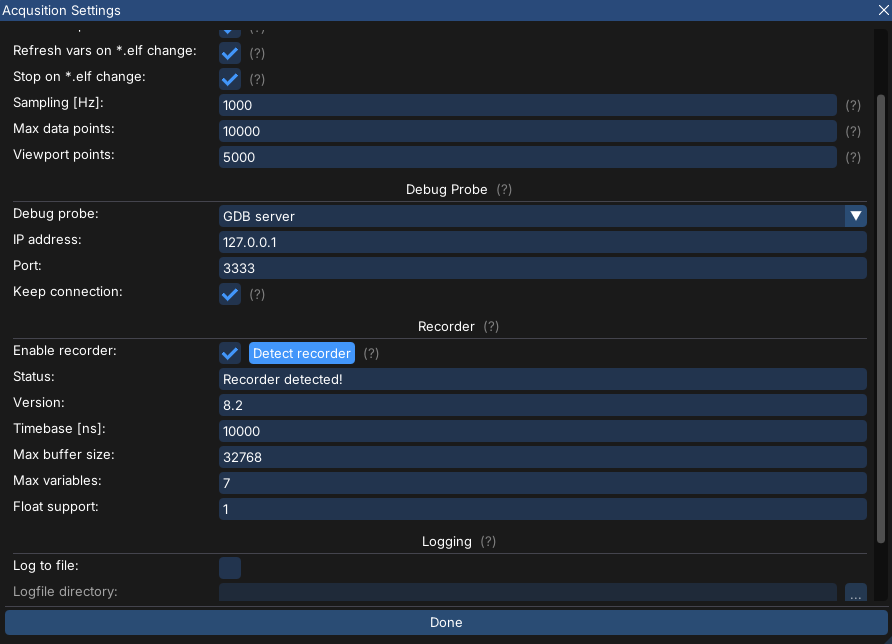 Acqusition Settings
(?)
Refresh vars on *.elf change: (?)
Stop on *.elf change: (?)
Sampling [Hz]: 1000 (?)
Max data points: 10000 (?)
Viewport points: 5000 (?)
Debug Probe (?)
Debug probe: GDB server
IP address: 127.0.0.1
Port: 3333
Keep connection: (?)
Recorder (?)
Enable recorder: Detect recorder (?)
Status: Recorder detected!
Version: 8.2
Timebase [ns]: 10000
Max buffer size: 32768
Max variables: 7
Float support: 1
Logging (?)
Log to file:
Logfile directory: ...
Done